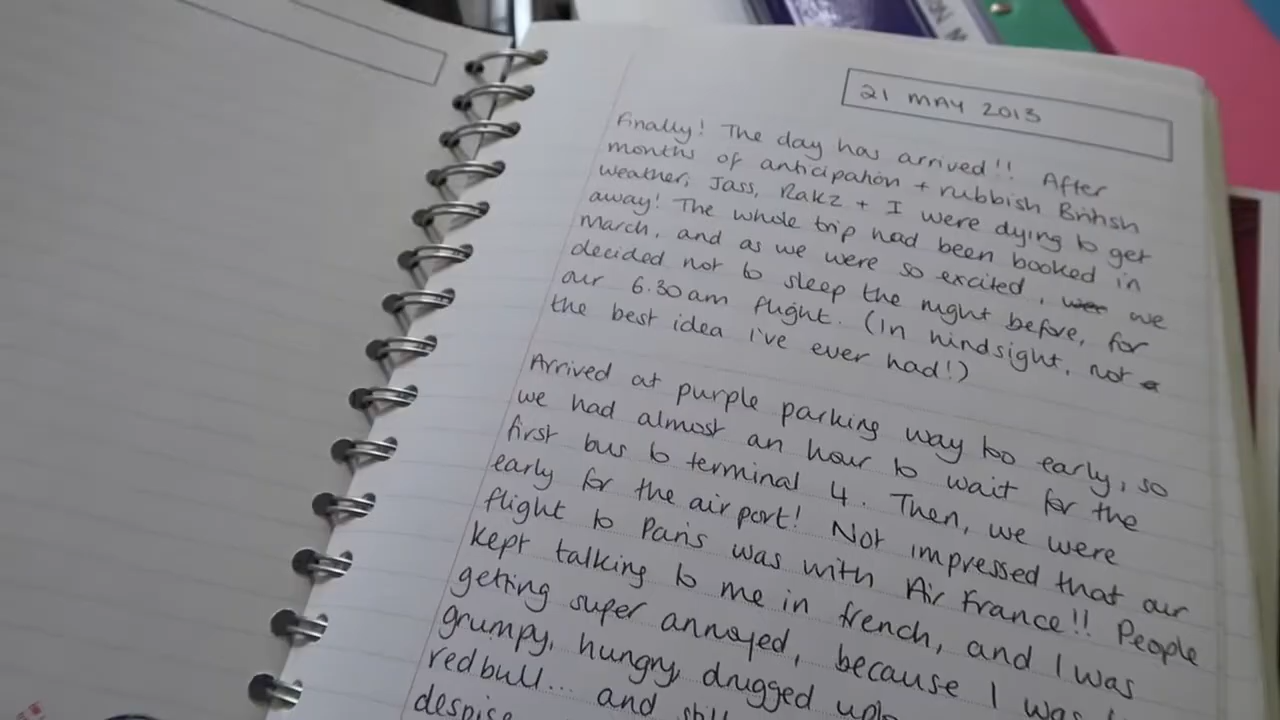 21 MAY 2013
Finally! The day has arrived!! After
months of anticipation + rubbish British
weather, Jass, Rakz + I were dying to get
away! The whole trip had been booked in
March, and as we were so excited, were we
decided not to sleep the night before, for
our 6.30am flight. (In hindsight, not a
the best idea I've ever had!)
Arrived at purple parking way too early, so
we had almost an hour to wait for the
first bus to terminal 4. Then, we were
early for the airport! Not impressed that our
flight to Paris was with Air France!! People
kept talking to me in french, and I was
getting super annoyed, because I was
grumpy, hungry, drugged
redbull... and still